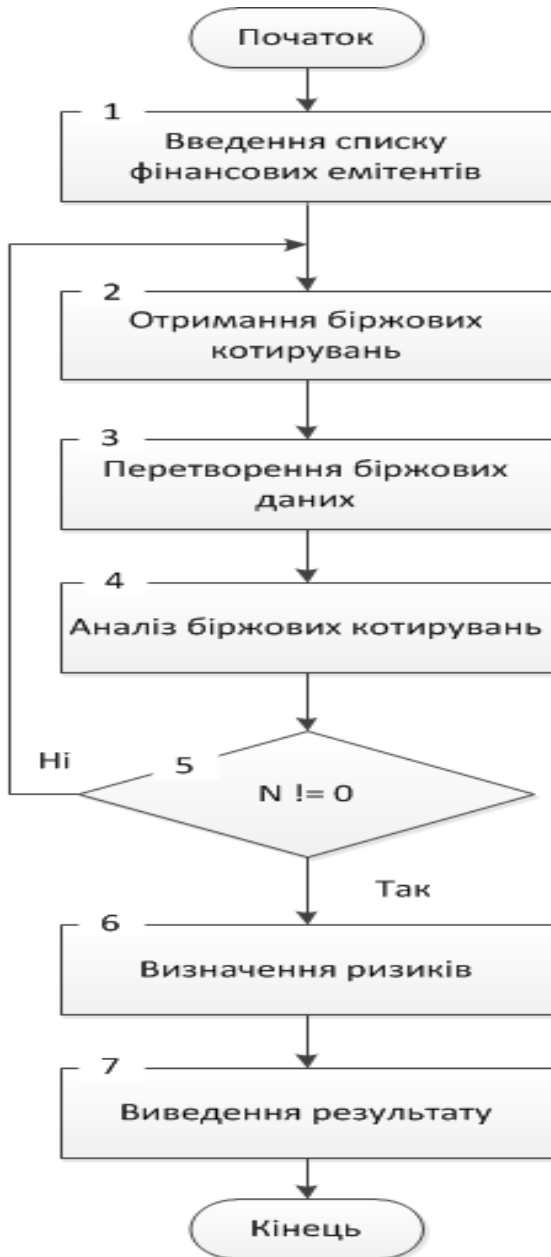 Початок
1
Введення списку
фінансових емітентів
2
Отримання біржових
котирувань
3
Перетворення біржових
даних
4
Аналіз біржових котирувань
Ні
5
N != 0
Так
6
Визначення ризиків
7
Виведення результату
Кінець